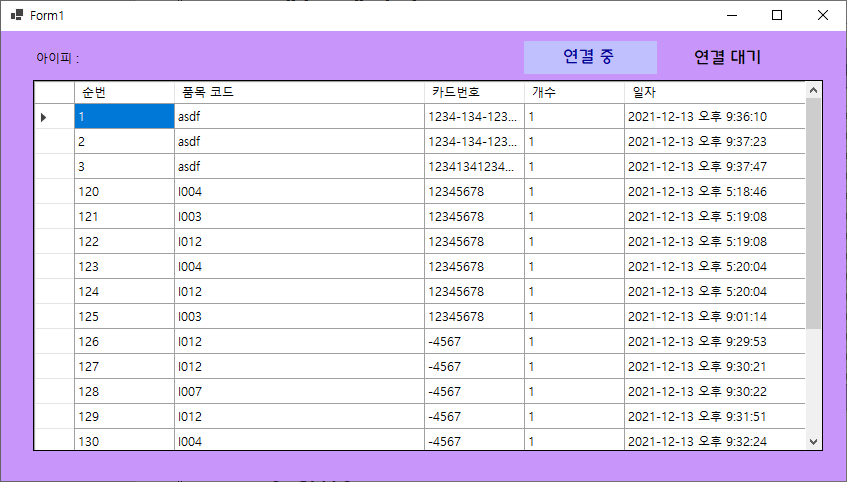 Form1
아이피 : 연결 중 연결 대기
순번 품목 코드 카드번호 개수 일자
1 asdf 1234-134-123... 1 2021-12-13 오후 9:36:10
2 asdf 1234-134-123... 1 2021-12-13 오후 9:37:23
3 asdf 12341341234... 1 2021-12-13 오후 9:37:47
120 I004 12345678 1 2021-12-13 오후 5:18:46
121 I003 12345678 1 2021-12-13 오후 5:19:08
122 I012 12345678 1 2021-12-13 오후 5:19:08
123 I004 12345678 1 2021-12-13 오후 5:20:04
124 I012 12345678 1 2021-12-13 오후 5:20:04
125 I003 12345678 1 2021-12-13 오후 9:01:14
126 I012 -4567 1 2021-12-13 오후 9:29:53
127 I012 -4567 1 2021-12-13 오후 9:30:21
128 I007 -4567 1 2021-12-13 오후 9:30:22
129 I012 -4567 1 2021-12-13 오후 9:31:51
130 I004 -4567 1 2021-12-13 오후 9:32:24